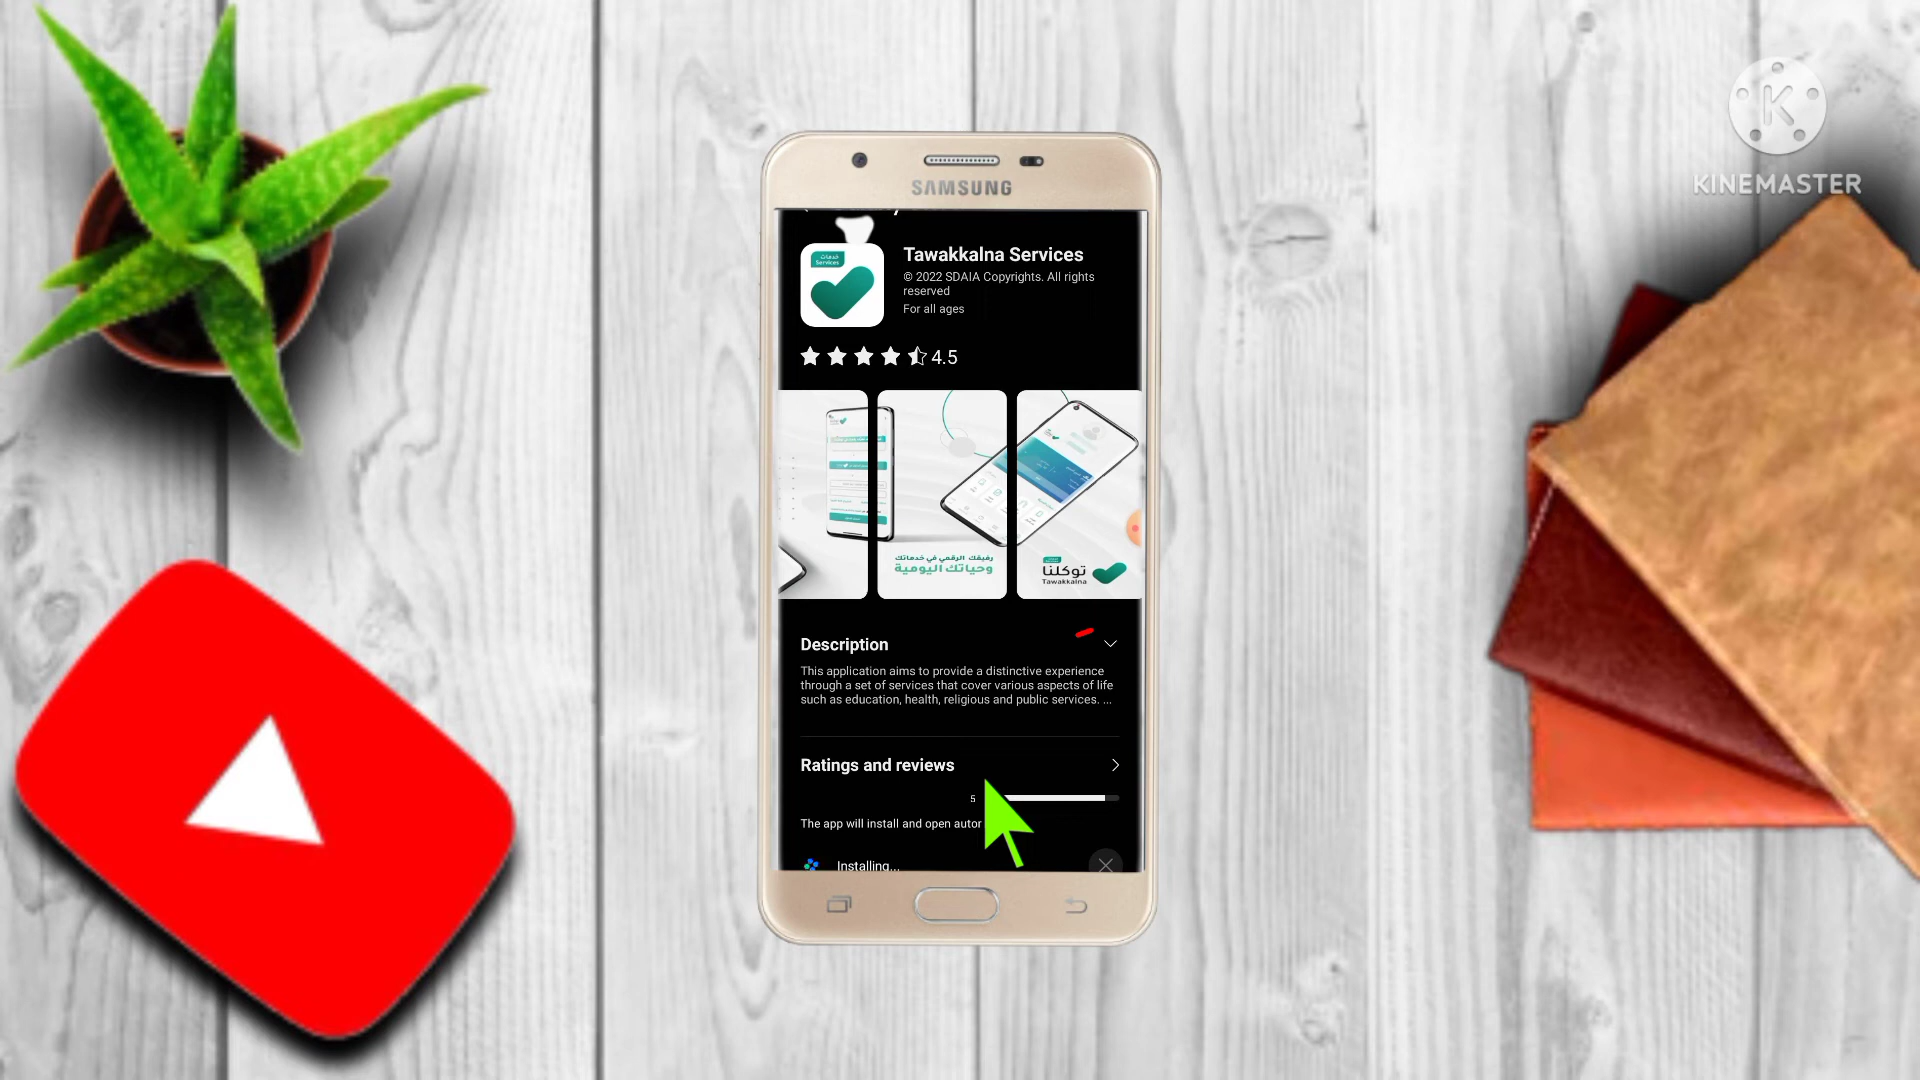 KINEMASTER
SAMSUNG
خدمات
Services
Tawakkalna Services
© 2022 SDAIA Copyrights. All rights
reserved
For all ages
4.5
رفيقك الرقمي في خدماتك
وحياتك اليومية
توكلنا
Tawakkalna
Description
This application aims to provide a distinctive experience
through a set of services that cover various aspects of life
such as education, health, religious and public services. ...
Ratings and reviews
5
The app will install and open
Installing...